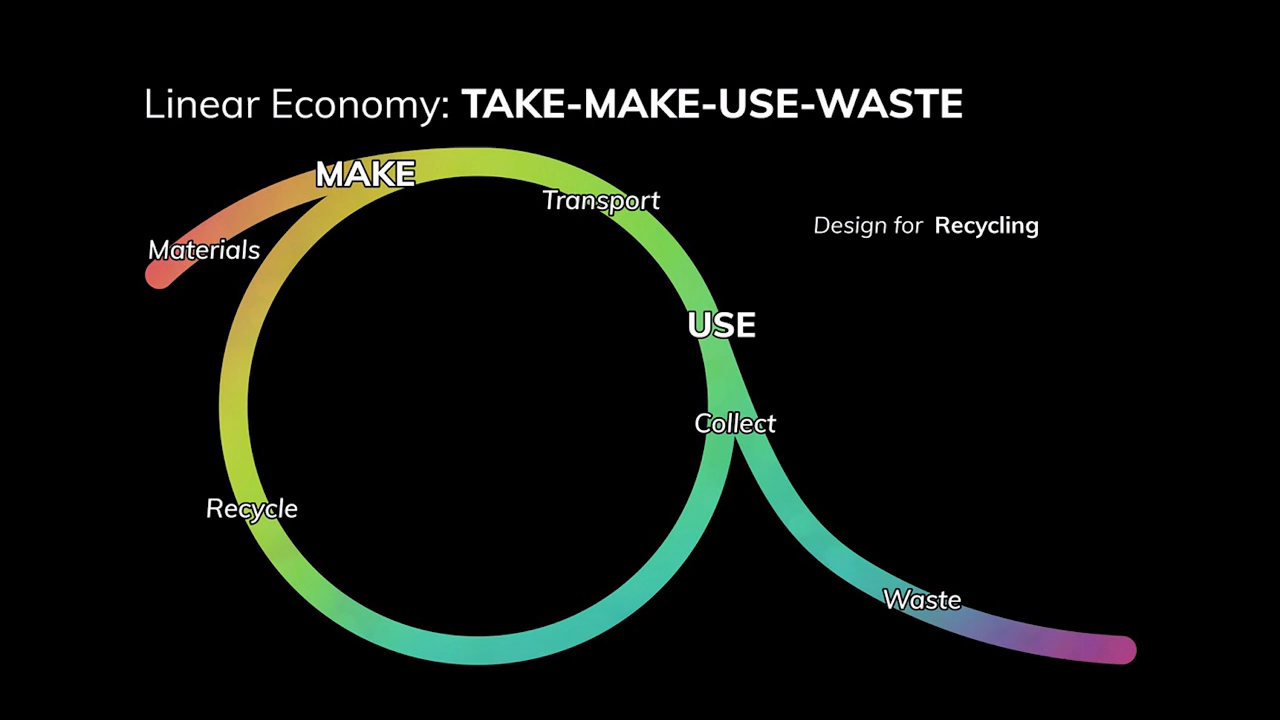 Linear Economy: TAKE-MAKE-USE-WASTE
MAKE
Transport
Design for Recycling
Materials
USE
Collect
Recycle
Waste